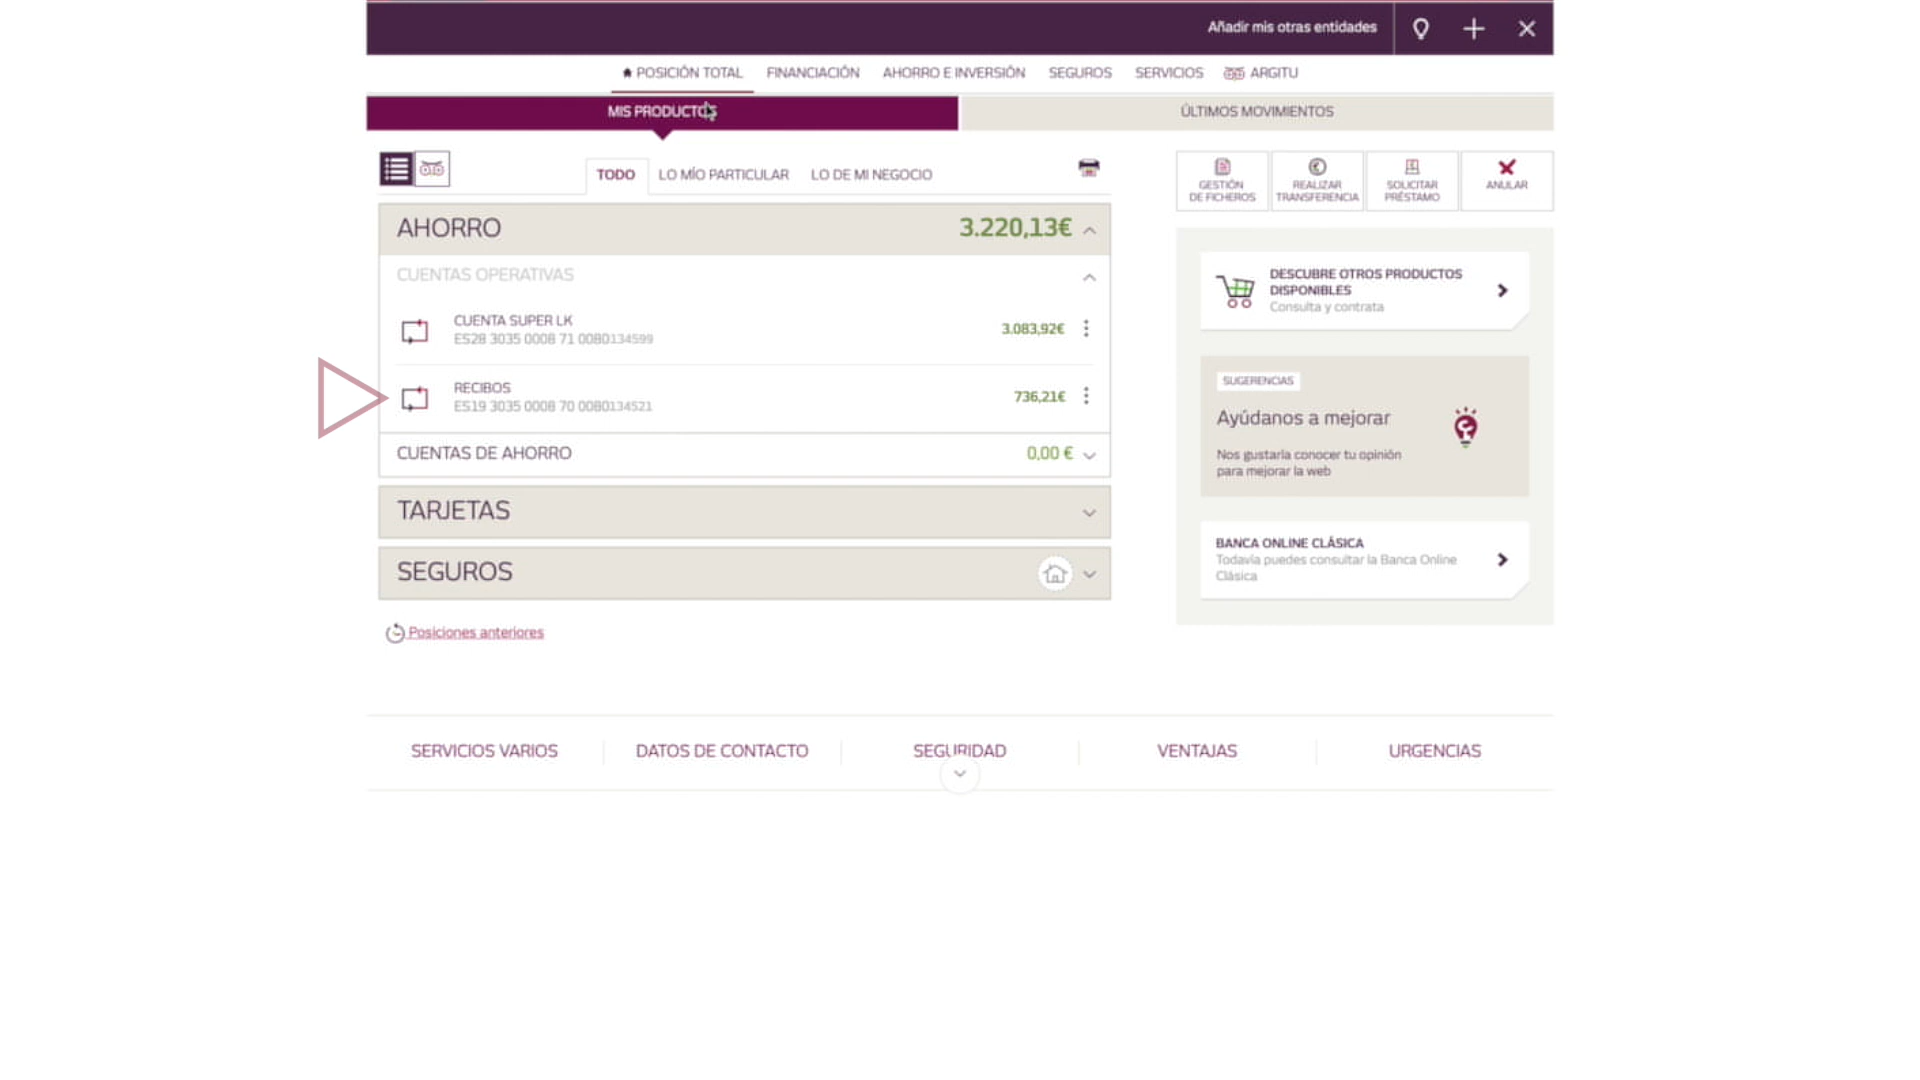 Añadir mis otras entidades
POSICIÓN TOTAL FINANCIACIÓN AHORRO E INVERSIÓN SEGUROS SERVICIOS ARGITU
MIS PRODUCTOS
ÚLTIMOS MOVIMIENTOS
TODO LO MÍO PARTICULAR LO DE MI NEGOCIO
AHORRO 3.220,13€
CUENTAS OPERATIVAS
CUENTA SUPER LK
ES28 3035 0008 71 0080134599
3.083,92€
RECIBOS
ES19 3035 0008 70 0080134521
736,21€
CUENTAS DE AHORRO 0,00 €
TARJETAS
SEGUROS
Posiciones anteriores
GESTIÓN
DE FICHEROS
REALIZAR
TRANSFERENCIA
SOLICITAR
PRÉSTAMO
ANULAR
DESCUBRE OTROS PRODUCTOS
DISPONIBLES
Consulta y contrata
SUGERENCIAS
Ayúdanos a mejorar
Nos gustaría conocer tu opinión
para mejorar la web
BANCA ONLINE CLÁSICA
Todavía puedes consultar la Banca Online
Clásica
SERVICIOS VARIOS DATOS DE CONTACTO SEGURIDAD VENTAJAS URGENCIAS